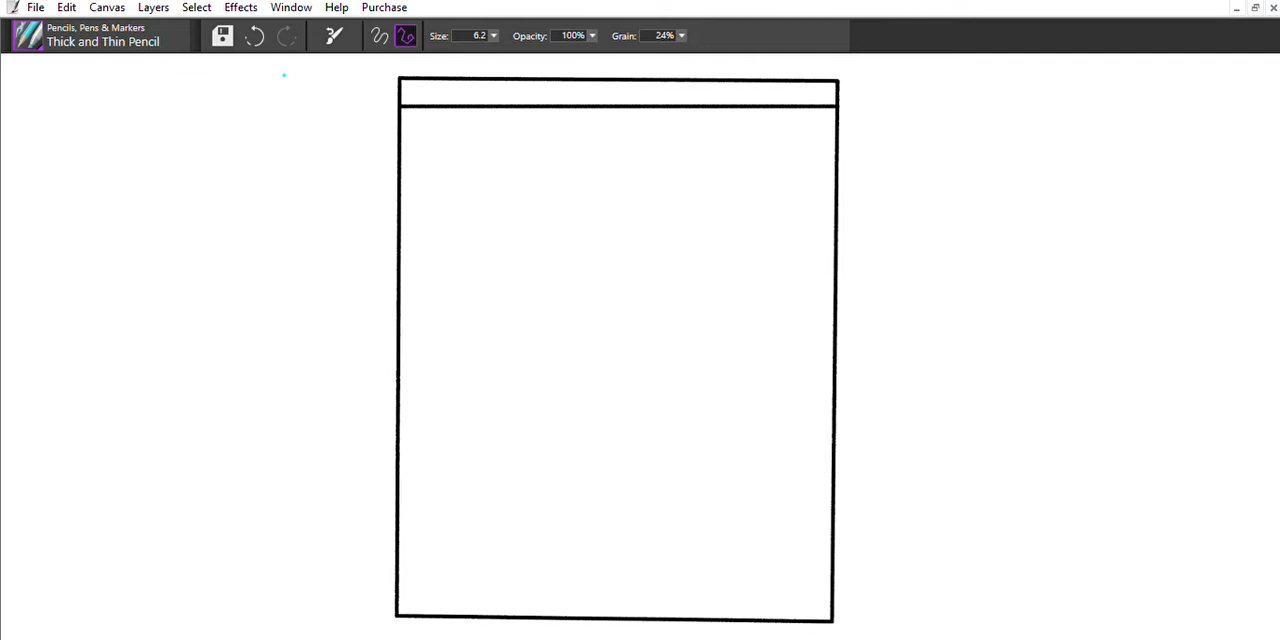 File Edit Canvas Layers Select Effects Window Help Purchase
Pencils, Pens & Markers
Thick and Thin Pencil
Size: 6.2 Opacity: 100% Grain: 24%